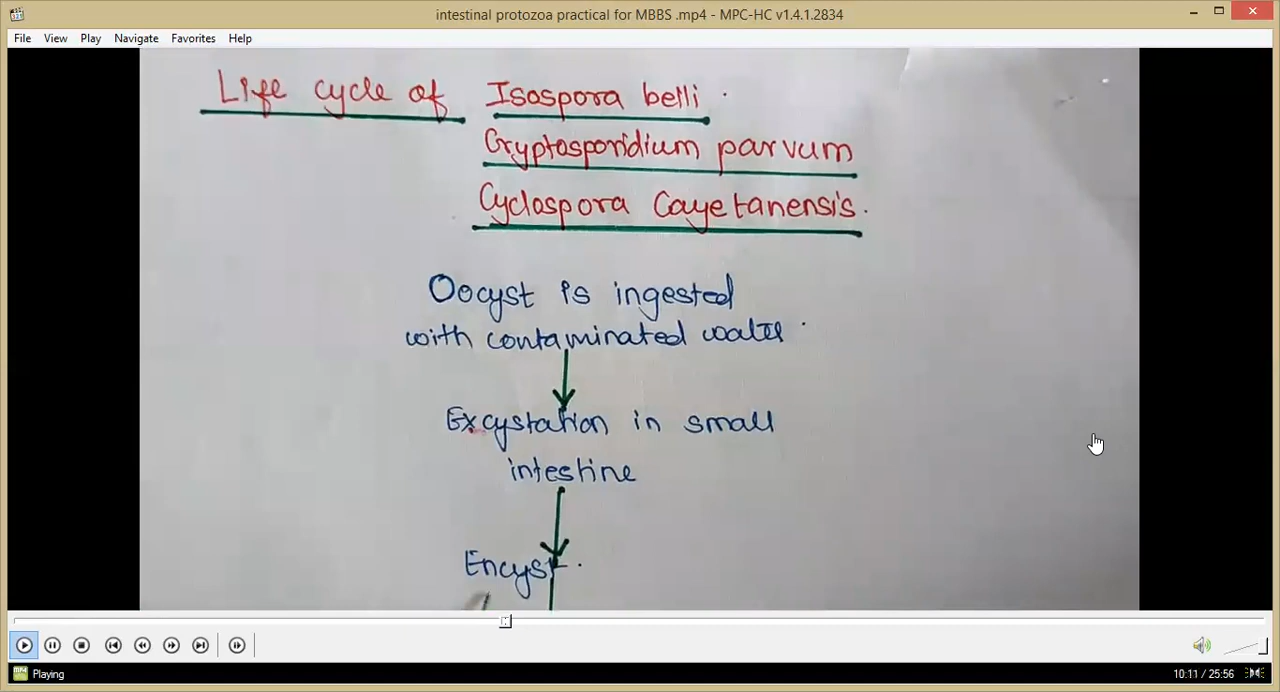 intestinal protozoa practical for MBBS .mp4 - MPC-HC v1.4.1.2834
File View Play Navigate Favorites Help
Life cycle of Isospora belli .
Cryptosporidium parvum
Cyclospora Cayetanensis.
Oocyst is ingested
with contaminated water.
Excystation in small
intestine
Encyst.
Playing
10:11 / 25:56